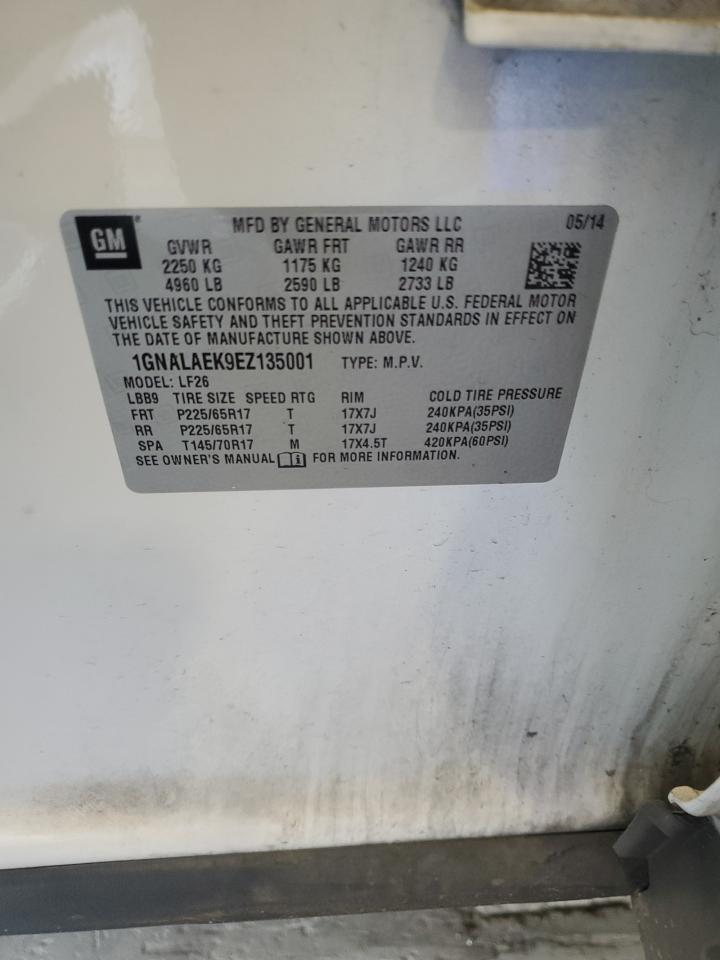 GM
MFD BY GENERAL MOTORS LLC 05/14
GVWR GAWR FRT GAWR RR
2250 KG 1175 KG 1240 KG
4960 LB 2590 LB 2733 LB
THIS VEHICLE CONFORMS TO ALL APPLICABLE U.S. FEDERAL MOTOR
VEHICLE SAFETY AND THEFT PREVENTION STANDARDS IN EFFECT ON
THE DATE OF MANUFACTURE SHOWN ABOVE.
1GNALAEK9EZ135001 TYPE: M.P.V.
MODEL: LF26
LBB9 TIRE SIZE SPEED RTG RIM COLD TIRE PRESSURE
FRT P225/65R17 T 17X7J 240KPA(35PSI)
RR P225/65R17 T 17X7J 240KPA(35PSI)
SPA T145/70R17 M 17X4.5T 420KPA(60PSI)
SEE OWNER'S MANUAL FOR MORE INFORMATION.